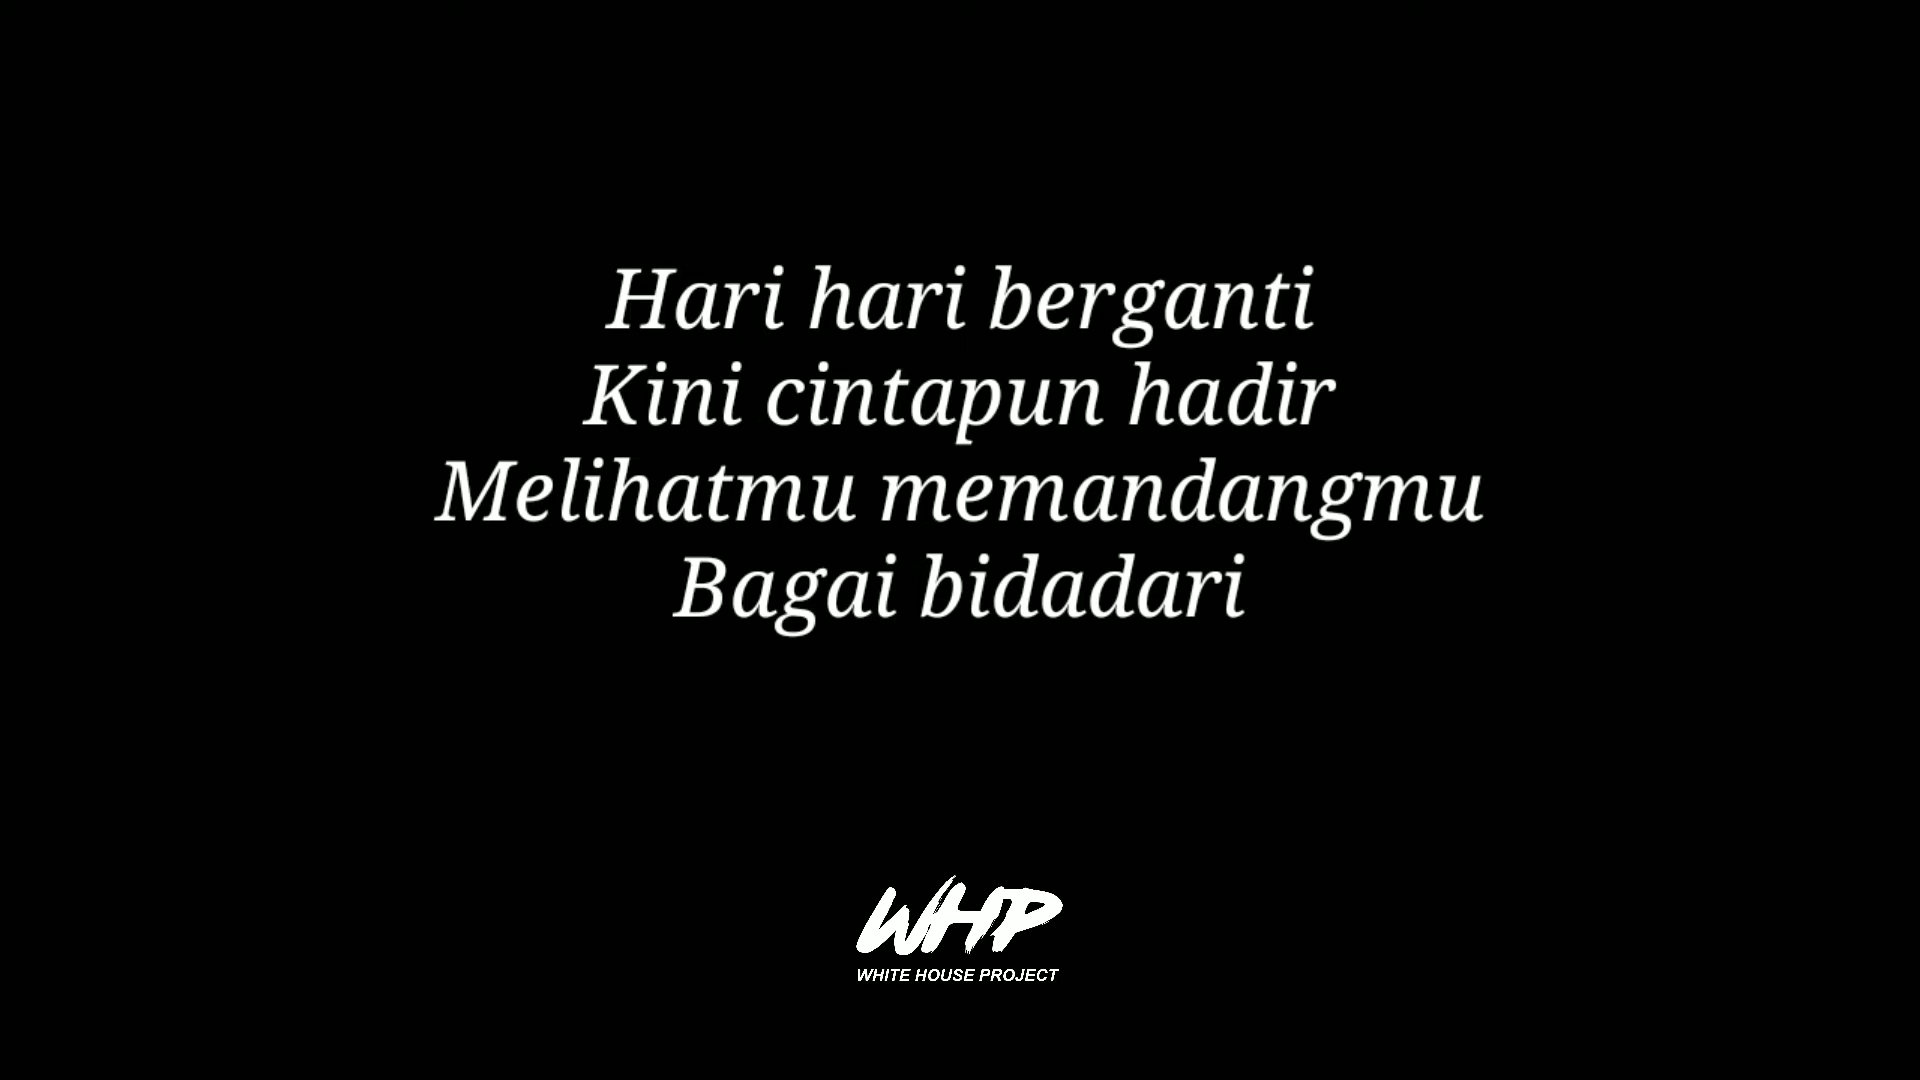 Hari hari berganti
Kini cintapun hadir
Melihatmu memandangmu
Bagai bidadari
WHP
WHITE HOUSE PROJECT